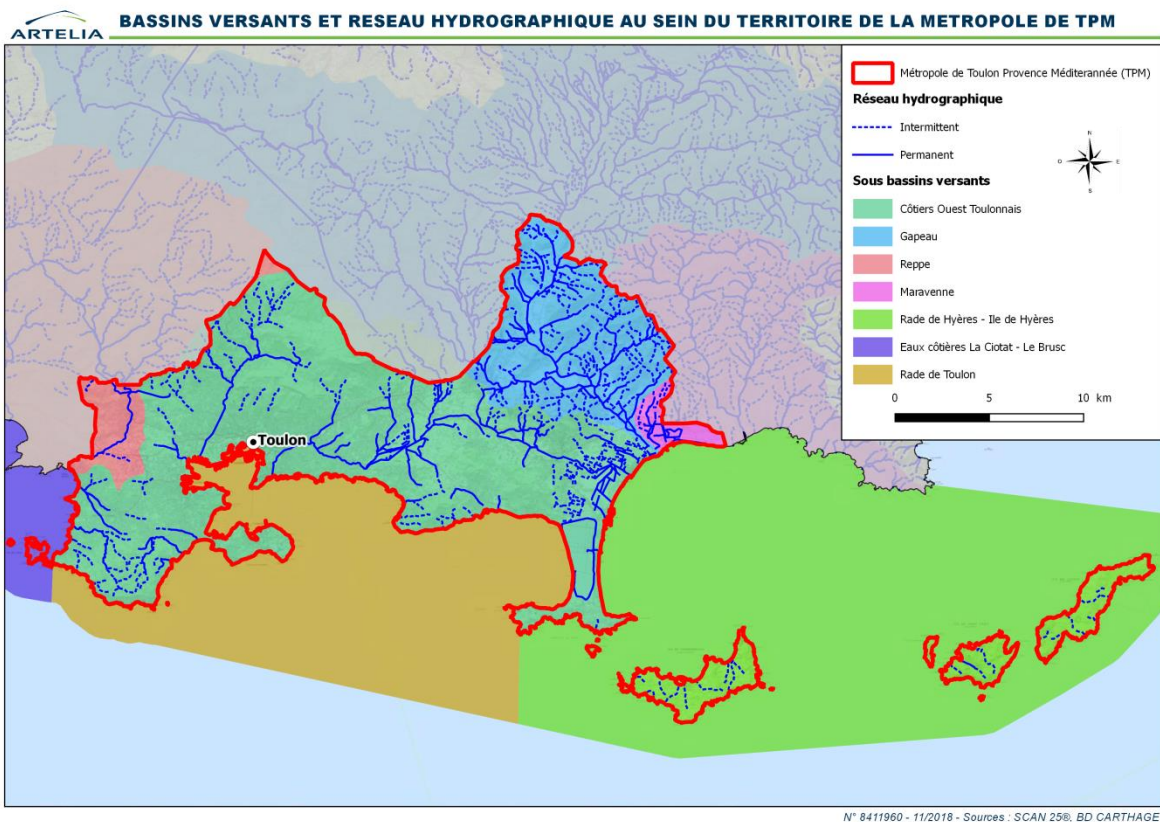 ARTELIA
BASSINS VERSANTS ET RESEAU HYDROGRAPHIQUE AU SEIN DU TERRITOIRE DE LA METROPOLE DE TPM
Métropole de Toulon Provence Méditerannée (TPM)
Réseau hydrographique
Intermittent
Permanent
N
O E
S
Sous bassins versants
Côtiers Ouest Toulonnais
Gapeau
Reppe
Maravenne
Rade de Hyères - Ile de Hyères
Eaux côtières La Ciotat - Le Brusc
Rade de Toulon
0 5 10 km
Toulon
N° 8411960 - 11/2018 - Sources : SCAN 25®, BD CARTHAGE